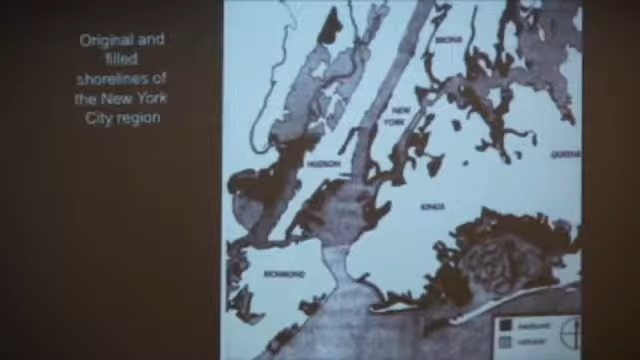 Original and
filled
shorelines of
the New York
City region
BRONX
NEW
YORK
HUDSON
QUEENS
KINGS
RICHMOND